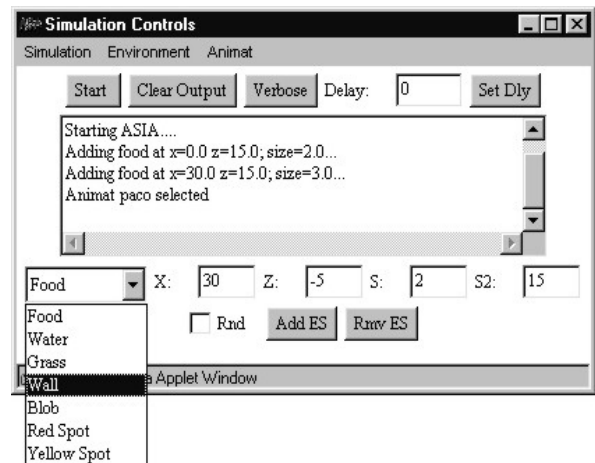 Simulation Controls
Simulation Environment Animat
Start Clear Output Verbose Delay: 0 Set Dly
Starting ASIA....
Adding food at x=0.0 z=15.0; size=2.0...
Adding food at x=30.0 z=15.0; size=3.0...
Animat paco selected
Food X: 30 Z: -5 S: 2 S2: 15
Food
Rnd Add ES Rmv ES
Water
Grass
Wall
Applet Window
Blob
Red Spot
Yellow Spot